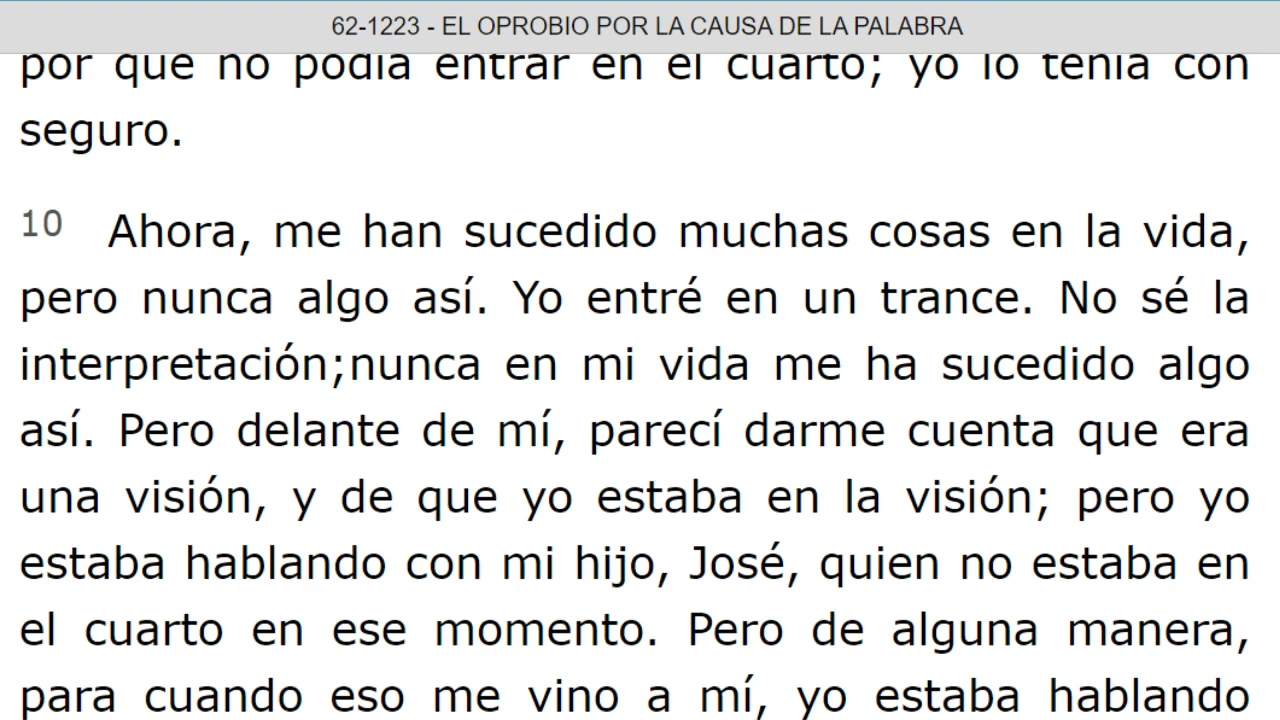 62-1223 - EL OPROBIO POR LA CAUSA DE LA PALABRA
por qué no podía entrar en el cuarto; yo lo tenía con
seguro.
10 Ahora, me han sucedido muchas cosas en la vida,
pero nunca algo así. Yo entré en un trance. No sé la
interpretación;nunca en mi vida me ha sucedido algo
así. Pero delante de mí, parecí darme cuenta que era
una visión, y de que yo estaba en la visión; pero yo
estaba hablando con mi hijo, José, quien no estaba en
el cuarto en ese momento. Pero de alguna manera,
para cuando eso me vino a mí, yo estaba hablando